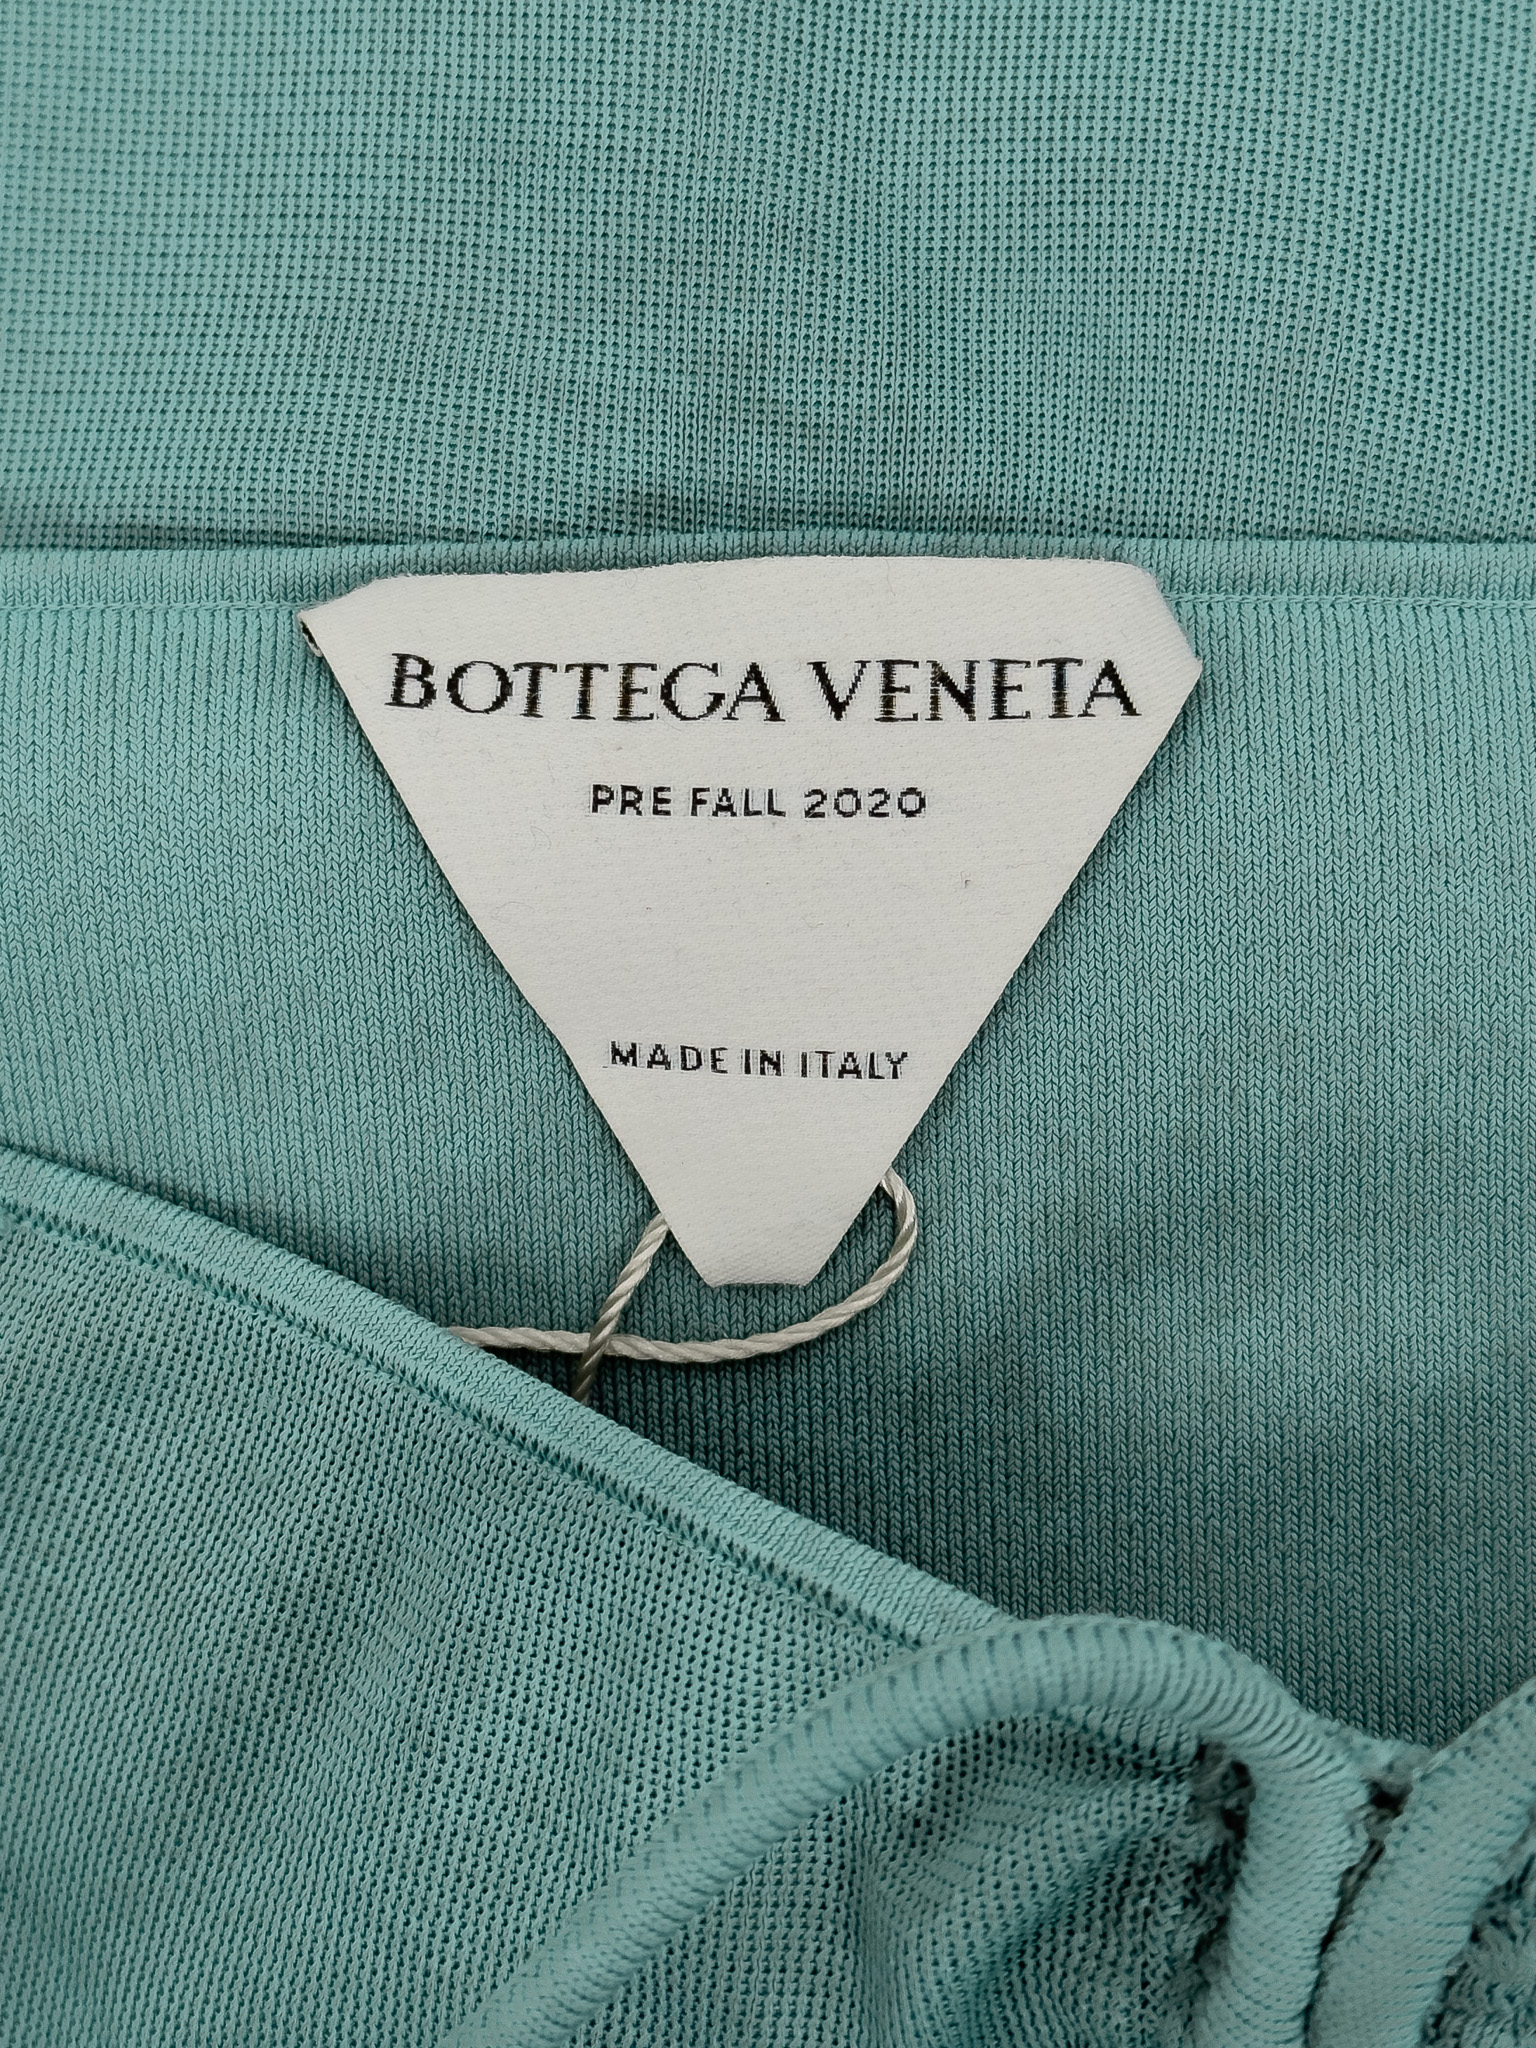 BOTTEGA VENETA
PRE FALL 2020
MADE IN ITALY